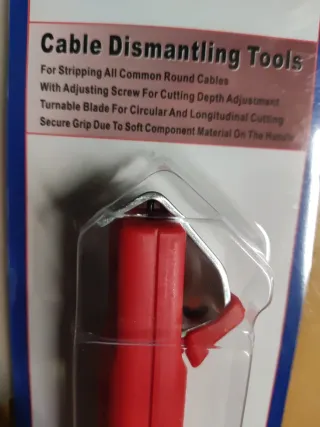 Cable Dismantling Tools
For Stripping All Common Round Cables
With Adjusting Screw For Cutting Depth Adjustment
Turnable Blade For Circular And Longitudinal Cutting
Secure Grip Due To Soft Component Material On The Handle